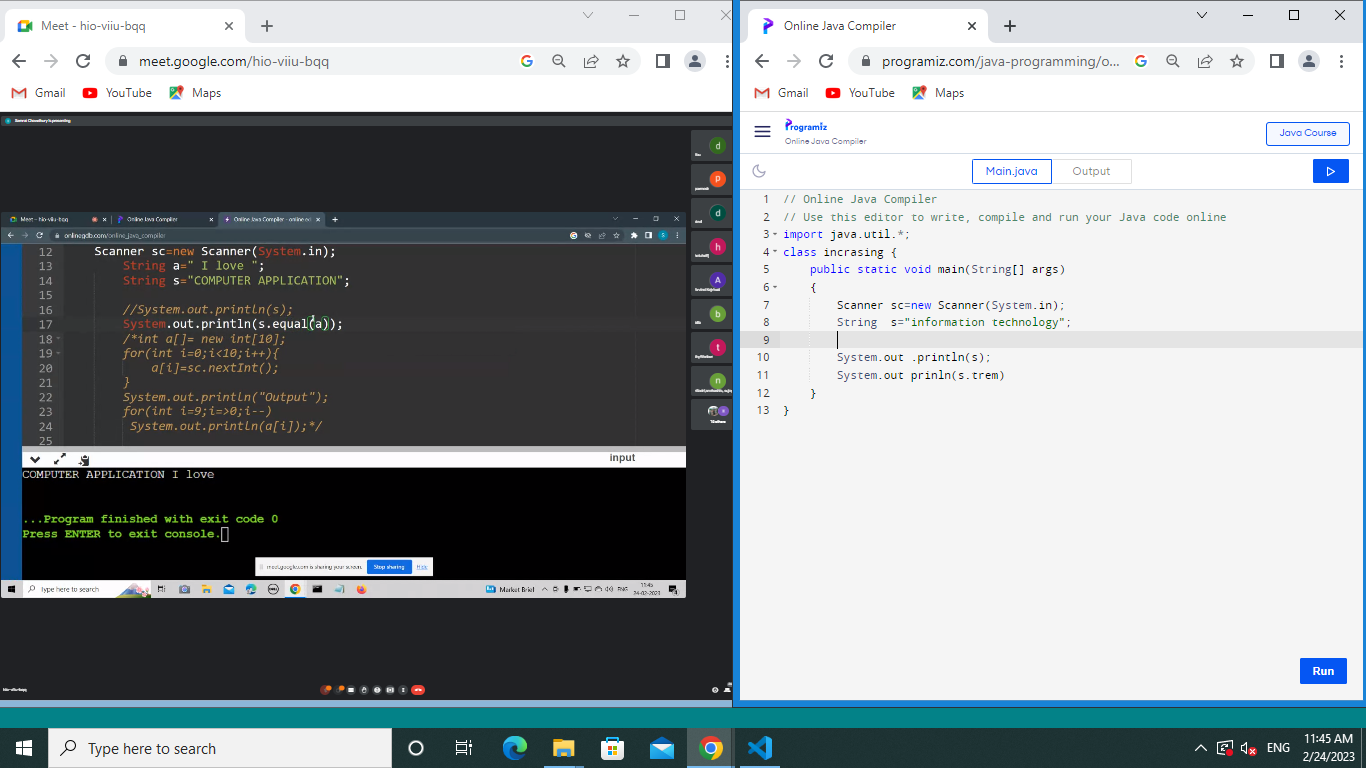 Meet - hio-viiu-bqq
meet.google.com/hio-viiu-bqq
Gmail YouTube Maps
Meet - hio-viiu-bqq Online Java Compiler
onlinegdb.com/online_java_compiler
12 Scanner sc=new Scanner(System.in);
13 String a=" I love ";
14 String s="COMPUTER APPLICATION";
15
16 //System.out.println(s);
17 System.out.println(s.equal(a));
18 /*int a[]= new int[10];
19 for(int i=0;i<10;i++){
20 a[i]=sc.nextInt();
21 }
22 System.out.println("Output");
23 for(int i=9;i=>0;i--)
24 System.out.println(a[i]);*/
25
input
COMPUTER APPLICATION I love
...Program finished with exit code 0
Press ENTER to exit console.
meet.google.com is sharing your screen. Stop sharing Hide
Type here to search
Market Brief
ENG
11:45
24-02-2023
d
p
d
h
A
b
t
n
hio-viiu-bqq
Online Java Compiler
programiz.com/java-programming/o...
Gmail YouTube Maps
Programiz
Online Java Compiler
Java Course
Main.java Output
1 // Online Java Compiler
2 // Use this editor to write, compile and run your Java code online
3 import java.util.*;
4 class incrasing {
5 public static void main(String[] args)
6 {
7 Scanner sc=new Scanner(System.in);
8 String s="information technology";
9
10 System.out .println(s);
11 System.out prinln(s.trem)
12 }
13 }
Run
Type here to search
ENG
11:45 AM
2/24/2023